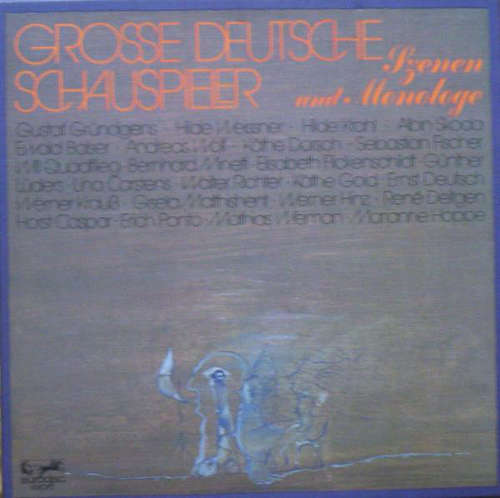 GROSSE DEUTSCHE
SCHAUSPIELER
Szenen
und Monologe
Gustaf Gründgens · Hilde Weissner · Hilde Krahl · Albin Skoda
Ewald Balser · Andreas Wolf · Käthe Dorsch · Sebastian Fischer
Will Quadflieg · Bernhard Minetti · Elisabeth Flickenschildt · Günther
Lüders · Lina Carstens · Walter Richter · Käthe Gold · Ernst Deutsch
Werner Krauß · Gisela Mattishent · Werner Hinz · René Deltgen
Horst Caspar · Erich Ponto · Mathias Wieman · Marianne Hoppe
eurodisc